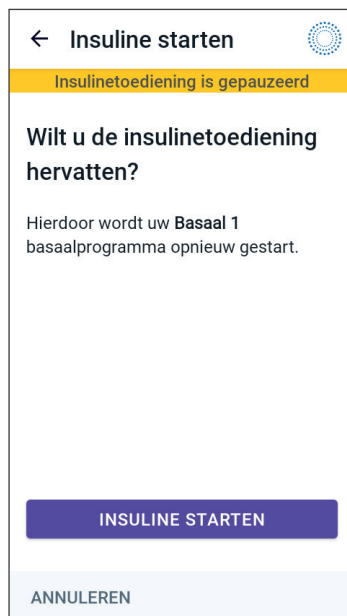 Insuline starten
Insulinetoediening is gepauzeerd
Wilt u de insulinetoediening
hervatten?
Hierdoor wordt uw Basaal 1
basaalprogramma opnieuw gestart.
INSULINE STARTEN
ANNULEREN